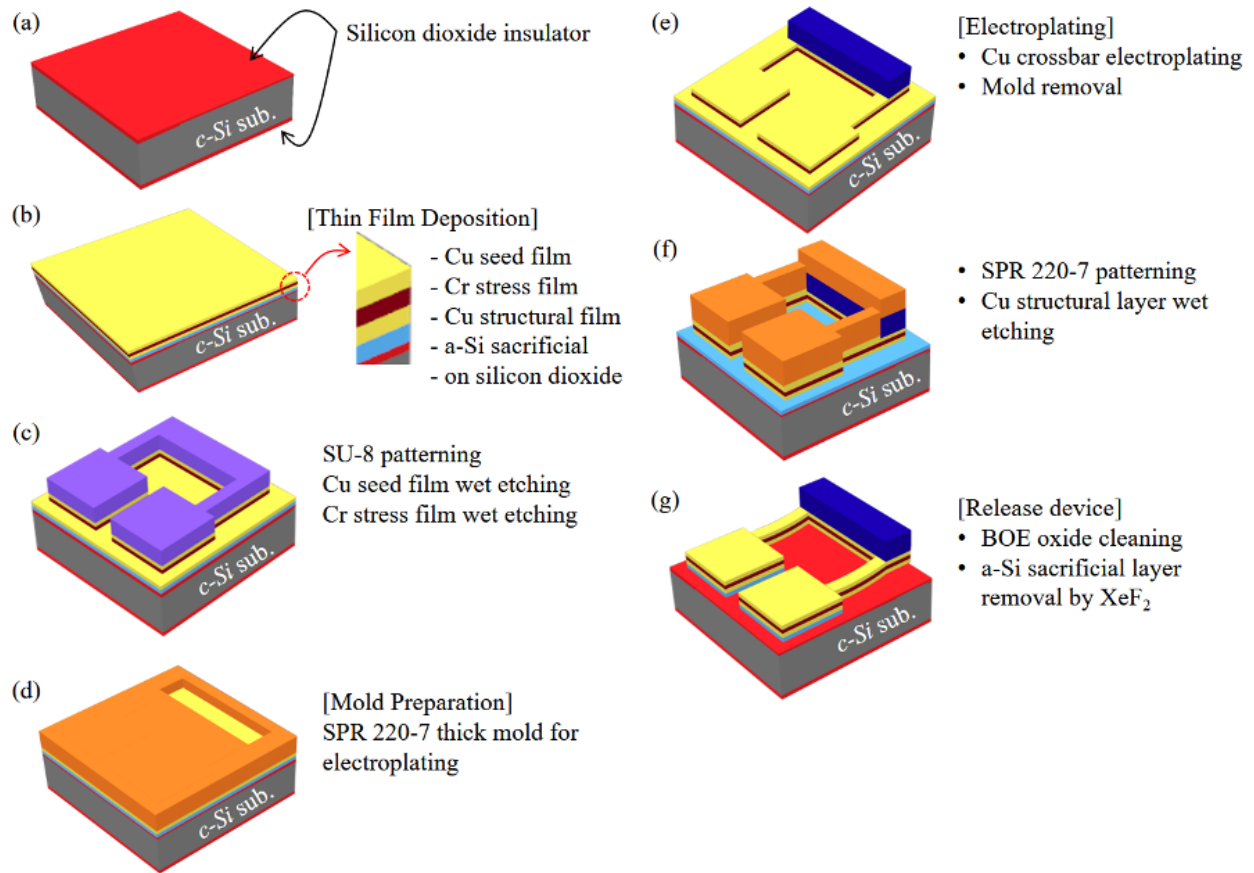 (a)
Silicon dioxide insulator
c-Si sub.
(b)
[Thin Film Deposition]
- Cu seed film
- Cr stress film
- Cu structural film
- a-Si sacrificial
- on silicon dioxide
c-Si sub.
(c)
SU-8 patterning
Cu seed film wet etching
Cr stress film wet etching
c-Si sub.
(d)
[Mold Preparation]
SPR 220-7 thick mold for
electroplating
c-Si sub.
(e)
[Electroplating]
• Cu crossbar electroplating
• Mold removal
c-Si sub.
(f)
• SPR 220-7 patterning
• Cu structural layer wet
etching
c-Si sub.
(g)
[Release device]
• BOE oxide cleaning
• a-Si sacrificial layer
removal by XeF₂
c-Si sub.